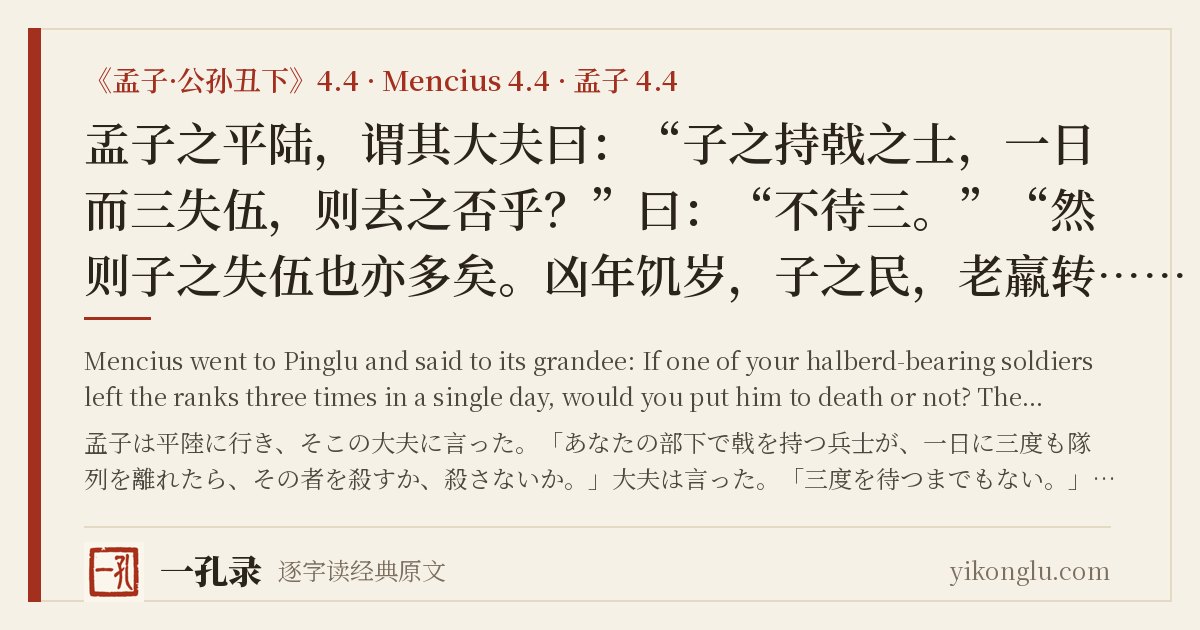 《孟子·公孙丑下》4.4 · Mencius 4.4 · 孟子 4.4
孟子之平陆，谓其大夫曰：“子之持戟之士，一日
而三失伍，则去之否乎？”曰：“不待三。”“然
则子之失伍也亦多矣。凶年饥岁，子之民，老羸转……
Mencius went to Pinglu and said to its grandee: If one of your halberd-bearing soldiers
left the ranks three times in a single day, would you put him to death or not? The...
孟子は平陸に行き、そこの大夫に言った。「あなたの部下で戟を持つ兵士が、一日に三度も隊
列を離れたら、その者を殺すか、殺さないか。」大夫は言った。「三度を待つまでもない。」…
一孔
一孔录 逐字读经典原文 yikonglu.com